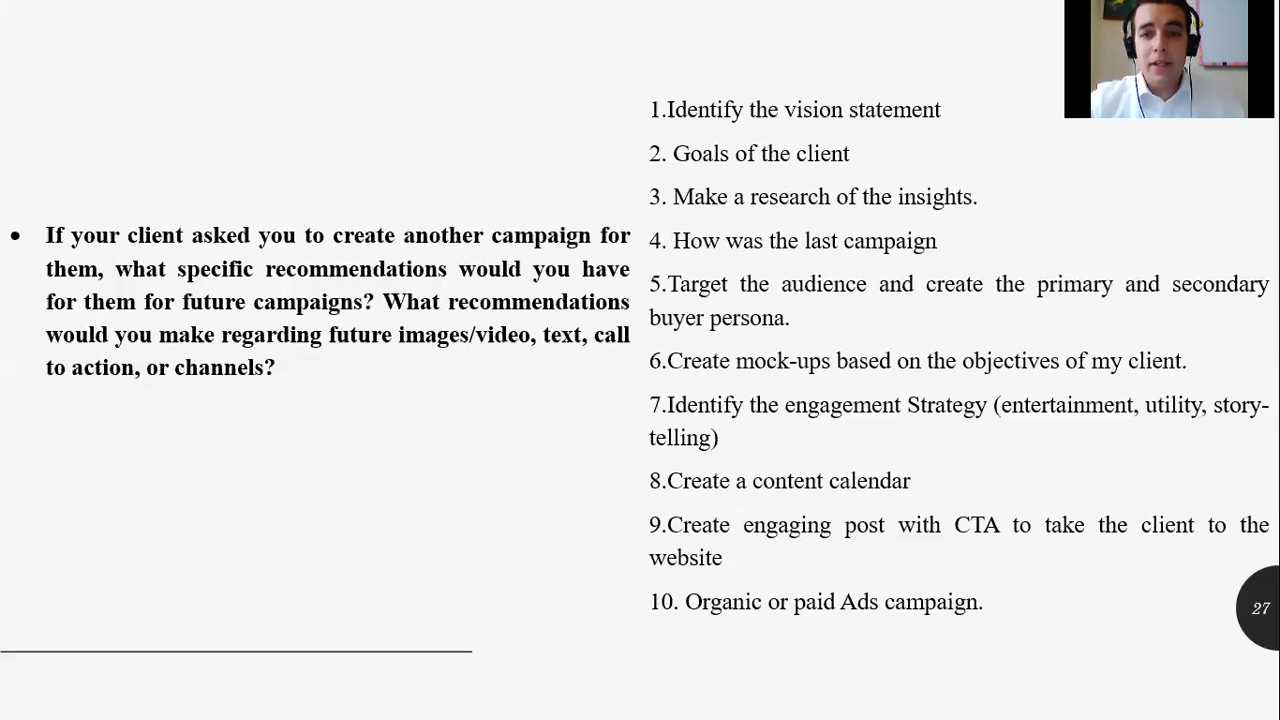 • If your client asked you to create another campaign for
them, what specific recommendations would you have
for them for future campaigns? What recommendations
would you make regarding future images/video, text, call
to action, or channels?
1.Identify the vision statement
2. Goals of the client
3. Make a research of the insights.
4. How was the last campaign
5.Target the audience and create the primary and secondary
buyer persona.
6.Create mock-ups based on the objectives of my client.
7.Identify the engagement Strategy (entertainment, utility, story-
telling)
8.Create a content calendar
9.Create engaging post with CTA to take the client to the
website
10. Organic or paid Ads campaign.
27